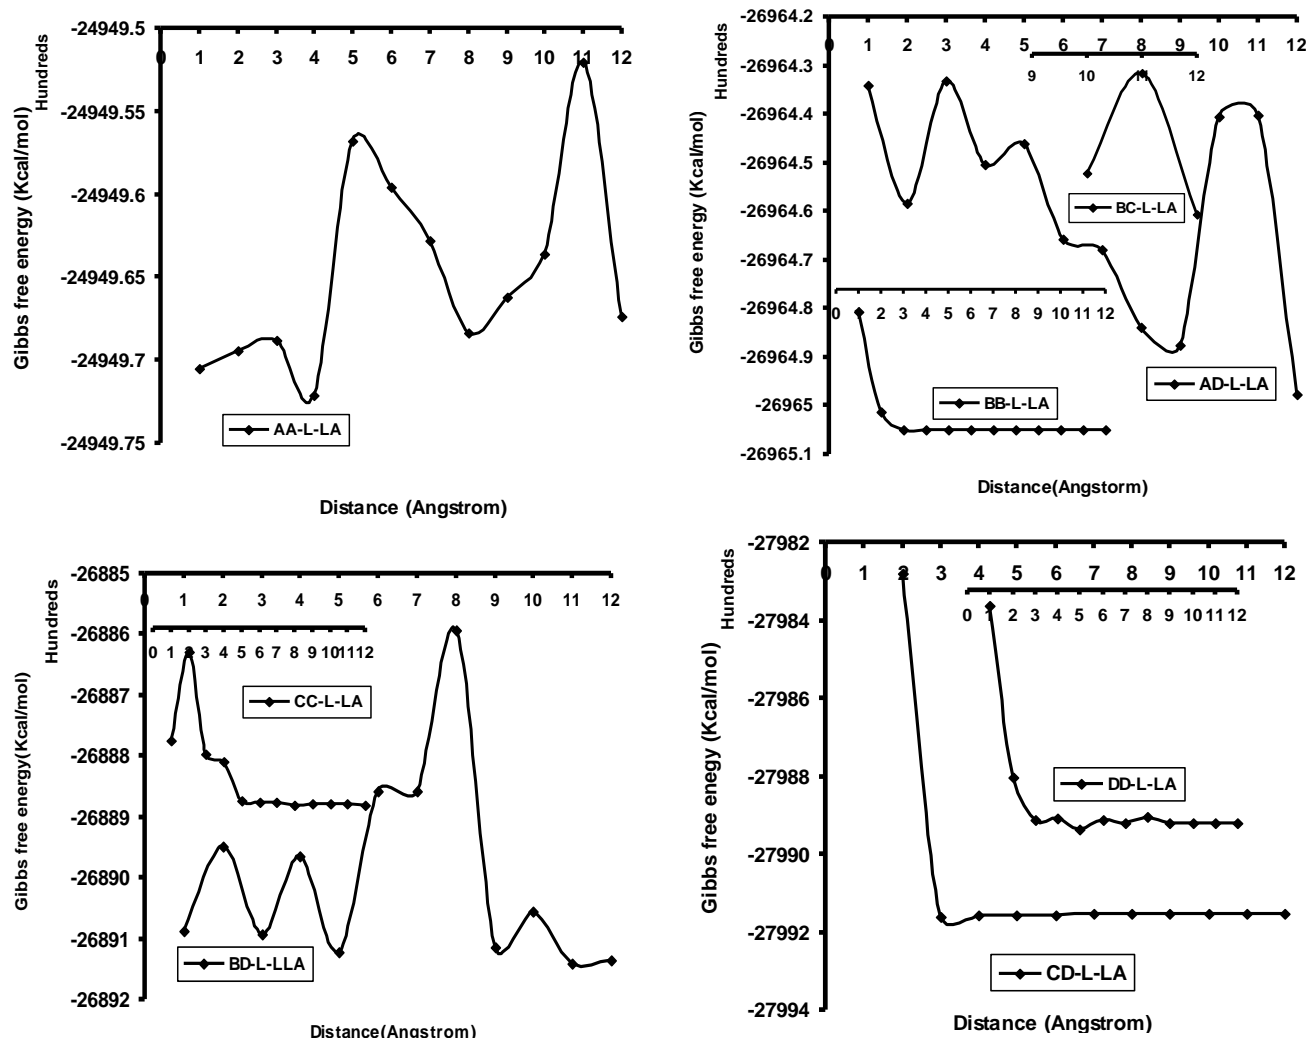 -24949.5
-24949.55
-24949.6
-24949.65
-24949.7
-24949.75
Hundreds
Gibbs free energy (Kcal/mol)
0 1 2 3 4 5 6 7 8 9 10 11 12
AA-L-LA
Distance (Angstrom)
-26964.2
-26964.3
-26964.4
-26964.5
-26964.6
-26964.7
-26964.8
-26964.9
-26965
-26965.1
Hundreds
Gibbs free energy (Kcal/mol)
0 1 2 3 4 5 6 7 8 9 10 11 12
9 10 11 12
BC-L-LA
0 1 2 3 4 5 6 7 8 9 10 11 12
AD-L-LA
BB-L-LA
Distance(Angstorm)
-26885
-26886
-26887
-26888
-26889
-26890
-26891
-26892
Hundreds
Gibbs free energy(Kcal/mol)
0 1 2 3 4 5 6 7 8 9 10 11 12
0 1 2 3 4 5 6 7 8 9 10 11 12
CC-L-LA
BD-L-LLA
Distance(Angstrom)
-27982
-27984
-27986
-27988
-27990
-27992
-27994
Hundreds
Gibbs free energy (Kcal/mol)
0 1 2 3 4 5 6 7 8 9 10 11 12
0 1 2 3 4 5 6 7 8 9 10 11 12
DD-L-LA
CD-L-LA
Distance (Angstrom)